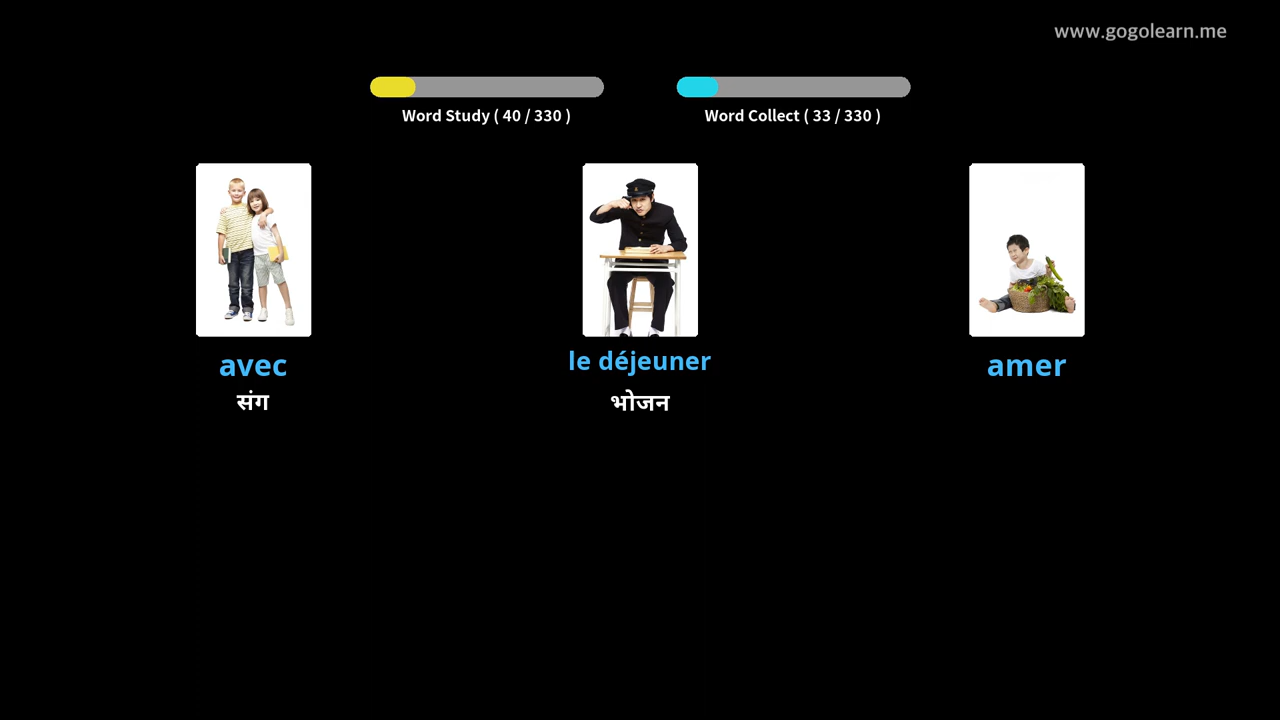 www.gogolearn.me
Word Study ( 40 / 330 )
Word Collect ( 33 / 330 )
avec
le déjeuner
amer
संग
भोजन